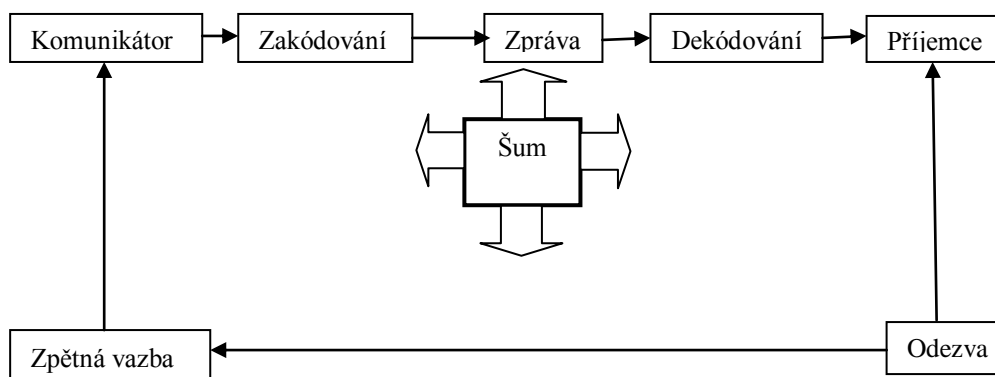 Komunikátor
Zakódování
Zpráva
Dekódování
Příjemce
Šum
Zpětná vazba
Odezva